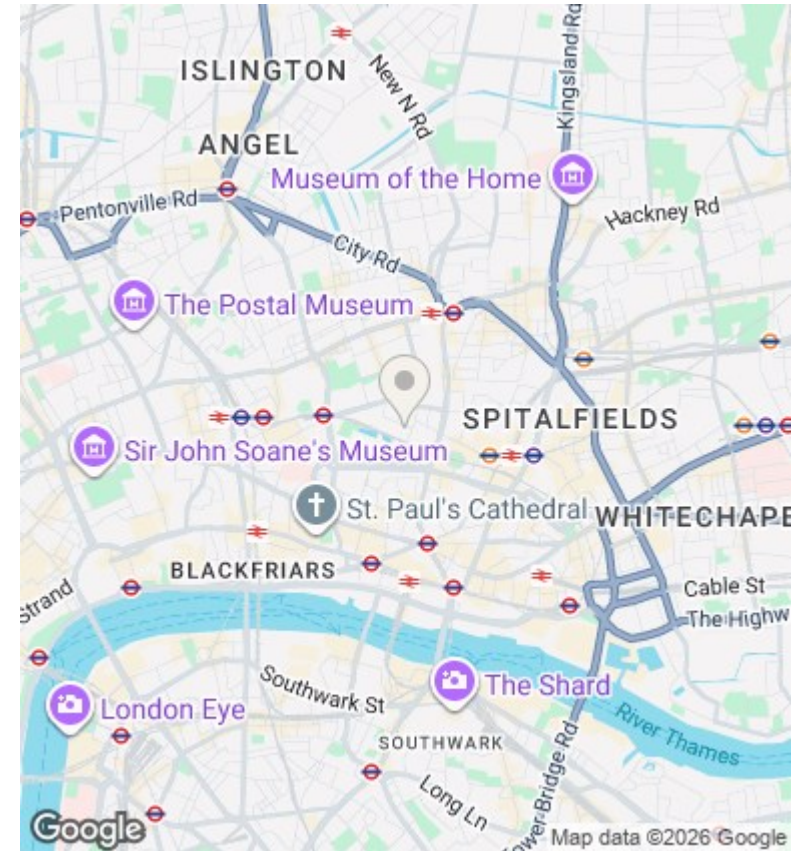 ISLINGTON
New N Rd
Kingsland Rd
ANGEL
Museum of the Home
Pentonville Rd
Hackney Rd
City Rd
The Postal Museum
SPITALFIELDS
Sir John Soane's Museum
St. Paul's Cathedral
WHITECHAPE
BLACKFRIARS
Cable St
Strand
The Highw
Southwark St
The Shard
London Eye
River Thames
SOUTHWARK
Tower Bridge Rd
Long Ln
Google
Map data ©2026 Google